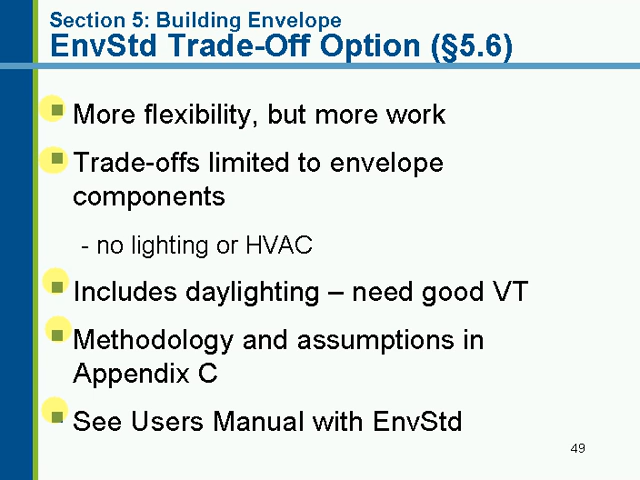 Section 5: Building Envelope
EnvStd Trade-Off Option (§5.6)
More flexibility, but more work
Trade-offs limited to envelope
components
- no lighting or HVAC
Includes daylighting – need good VT
Methodology and assumptions in
Appendix C
See Users Manual with EnvStd
49